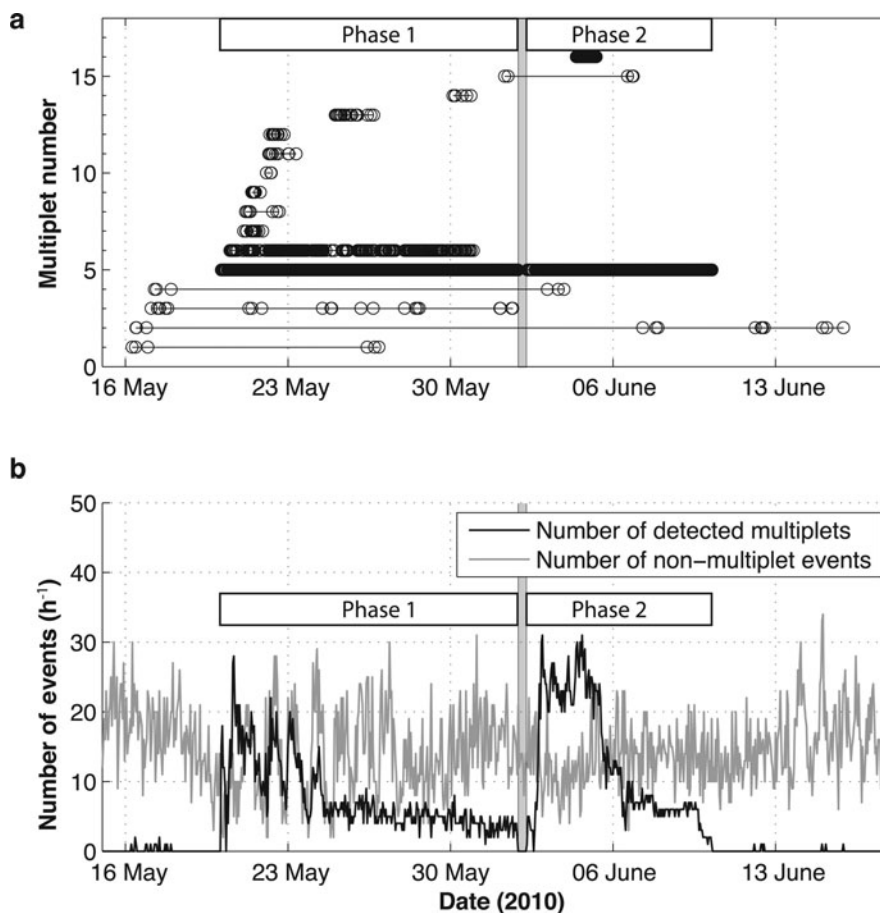 a
Phase 1
Phase 2
Multiplet number
15
10
5
0
16 May
23 May
30 May
06 June
13 June
b
50
40
30
20
10
0
Number of events (h⁻¹)
Number of detected multiplets
Number of non−multiplet events
Phase 1
Phase 2
16 May
23 May
30 May
06 June
13 June
Date (2010)